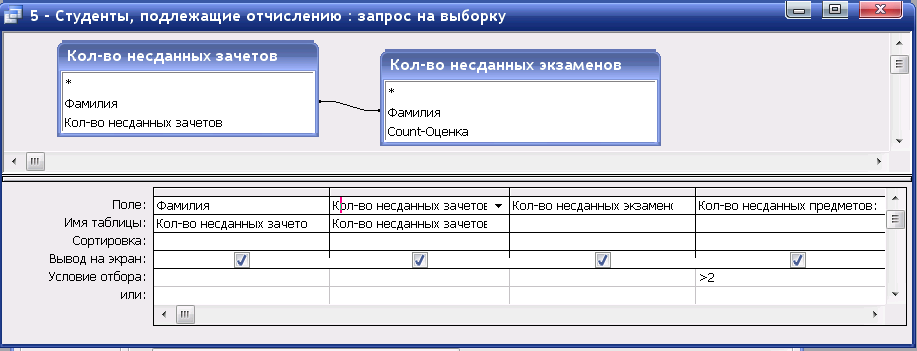 5 - Студенты, подлежащие отчислению : запрос на выборку
Кол-во несданных зачетов
*
Фамилия
Кол-во несданных зачетов
Кол-во несданных экзаменов
*
Фамилия
Count-Оценка
Поле: Фамилия Кол-во несданных зачетов Кол-во несданных экзамено Кол-во несданных предметов:
Имя таблицы: Кол-во несданных зачето Кол-во несданных зачетов
Сортировка:
Вывод на экран:
Условие отбора: >2
или: